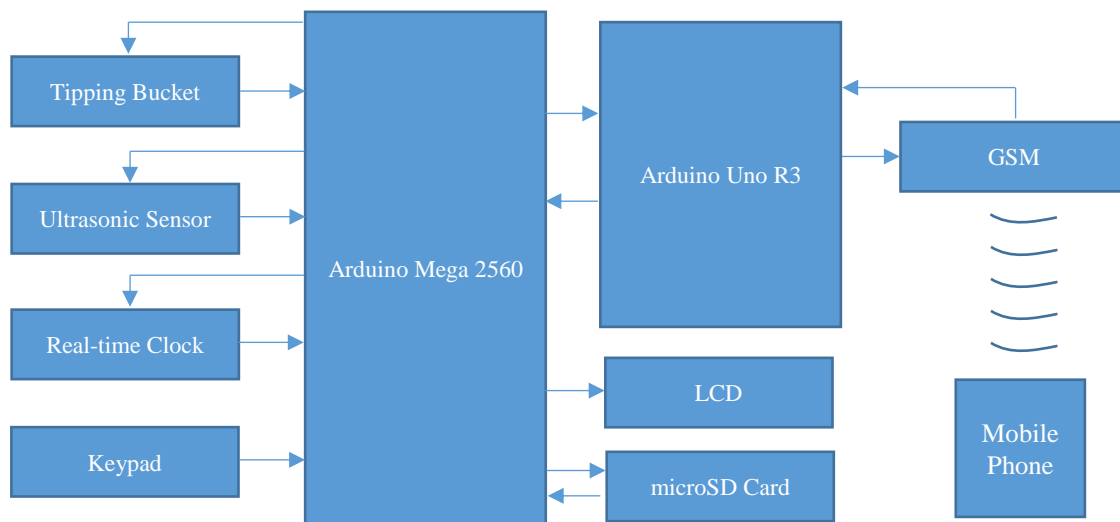 Tipping Bucket
Ultrasonic Sensor
Real-time Clock
Keypad
Arduino Mega 2560
Arduino Uno R3
LCD
microSD Card
GSM
Mobile
Phone